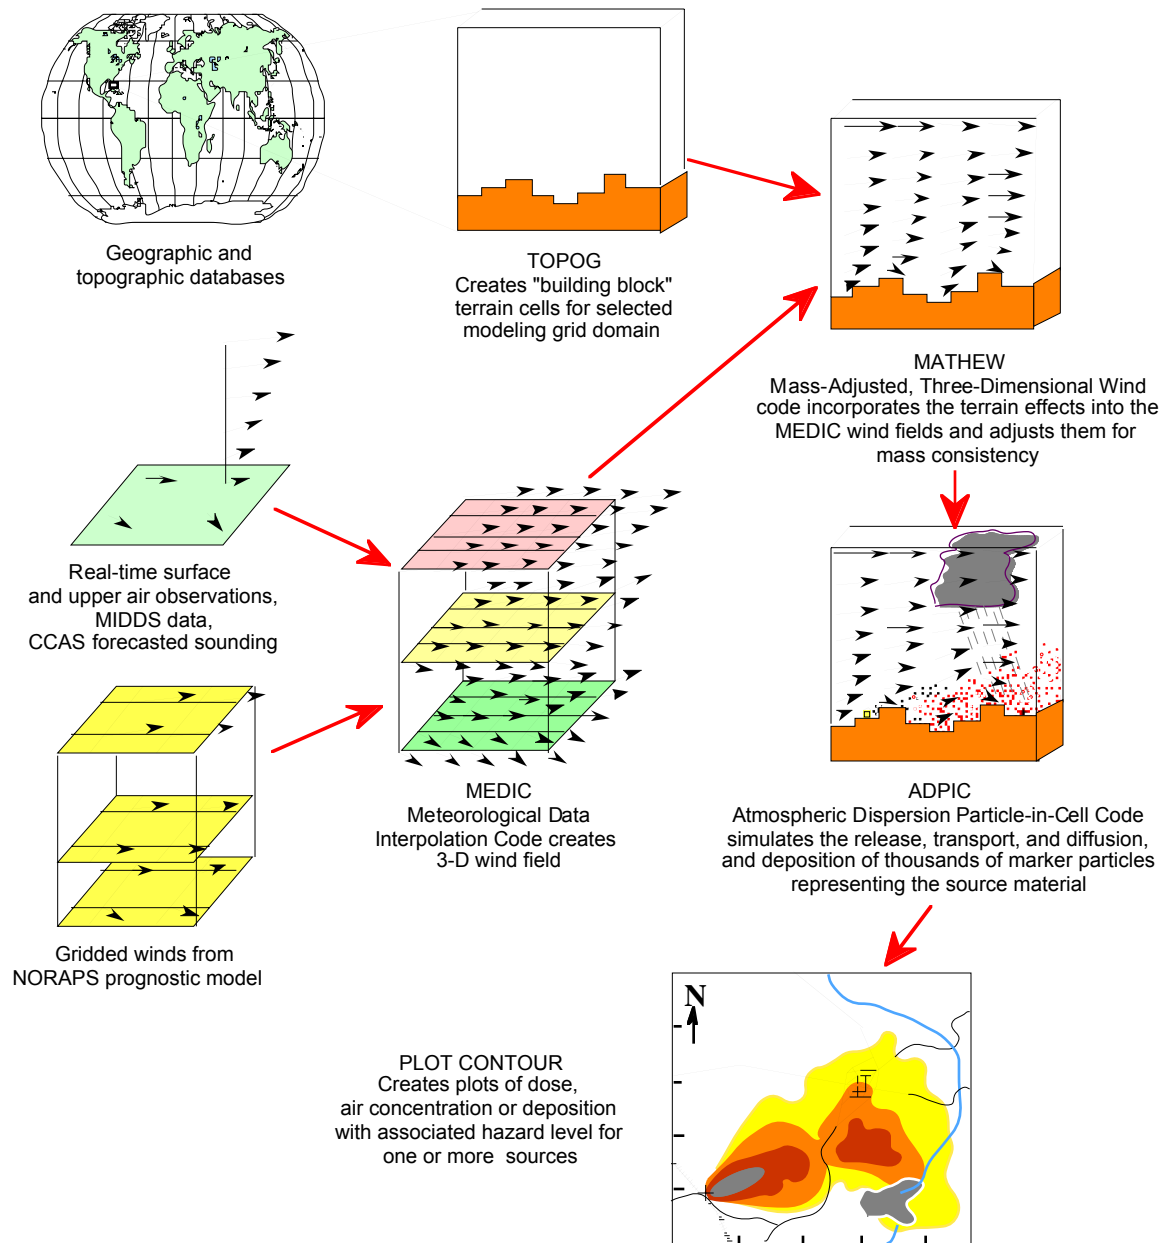 Geographic and
topographic databases
TOPOG
Creates "building block"
terrain cells for selected
modeling grid domain
MATHEW
Mass-Adjusted, Three-Dimensional Wind
code incorporates the terrain effects into the
MEDIC wind fields and adjusts them for
mass consistency
Real-time surface
and upper air observations,
MIDDS data,
CCAS forecasted sounding
MEDIC
Meteorological Data
Interpolation Code creates
3-D wind field
ADPIC
Atmospheric Dispersion Particle-in-Cell Code
simulates the release, transport, and diffusion,
and deposition of thousands of marker particles
representing the source material
Gridded winds from
NORAPS prognostic model
PLOT CONTOUR
Creates plots of dose,
air concentration or deposition
with associated hazard level for
one or more sources
N